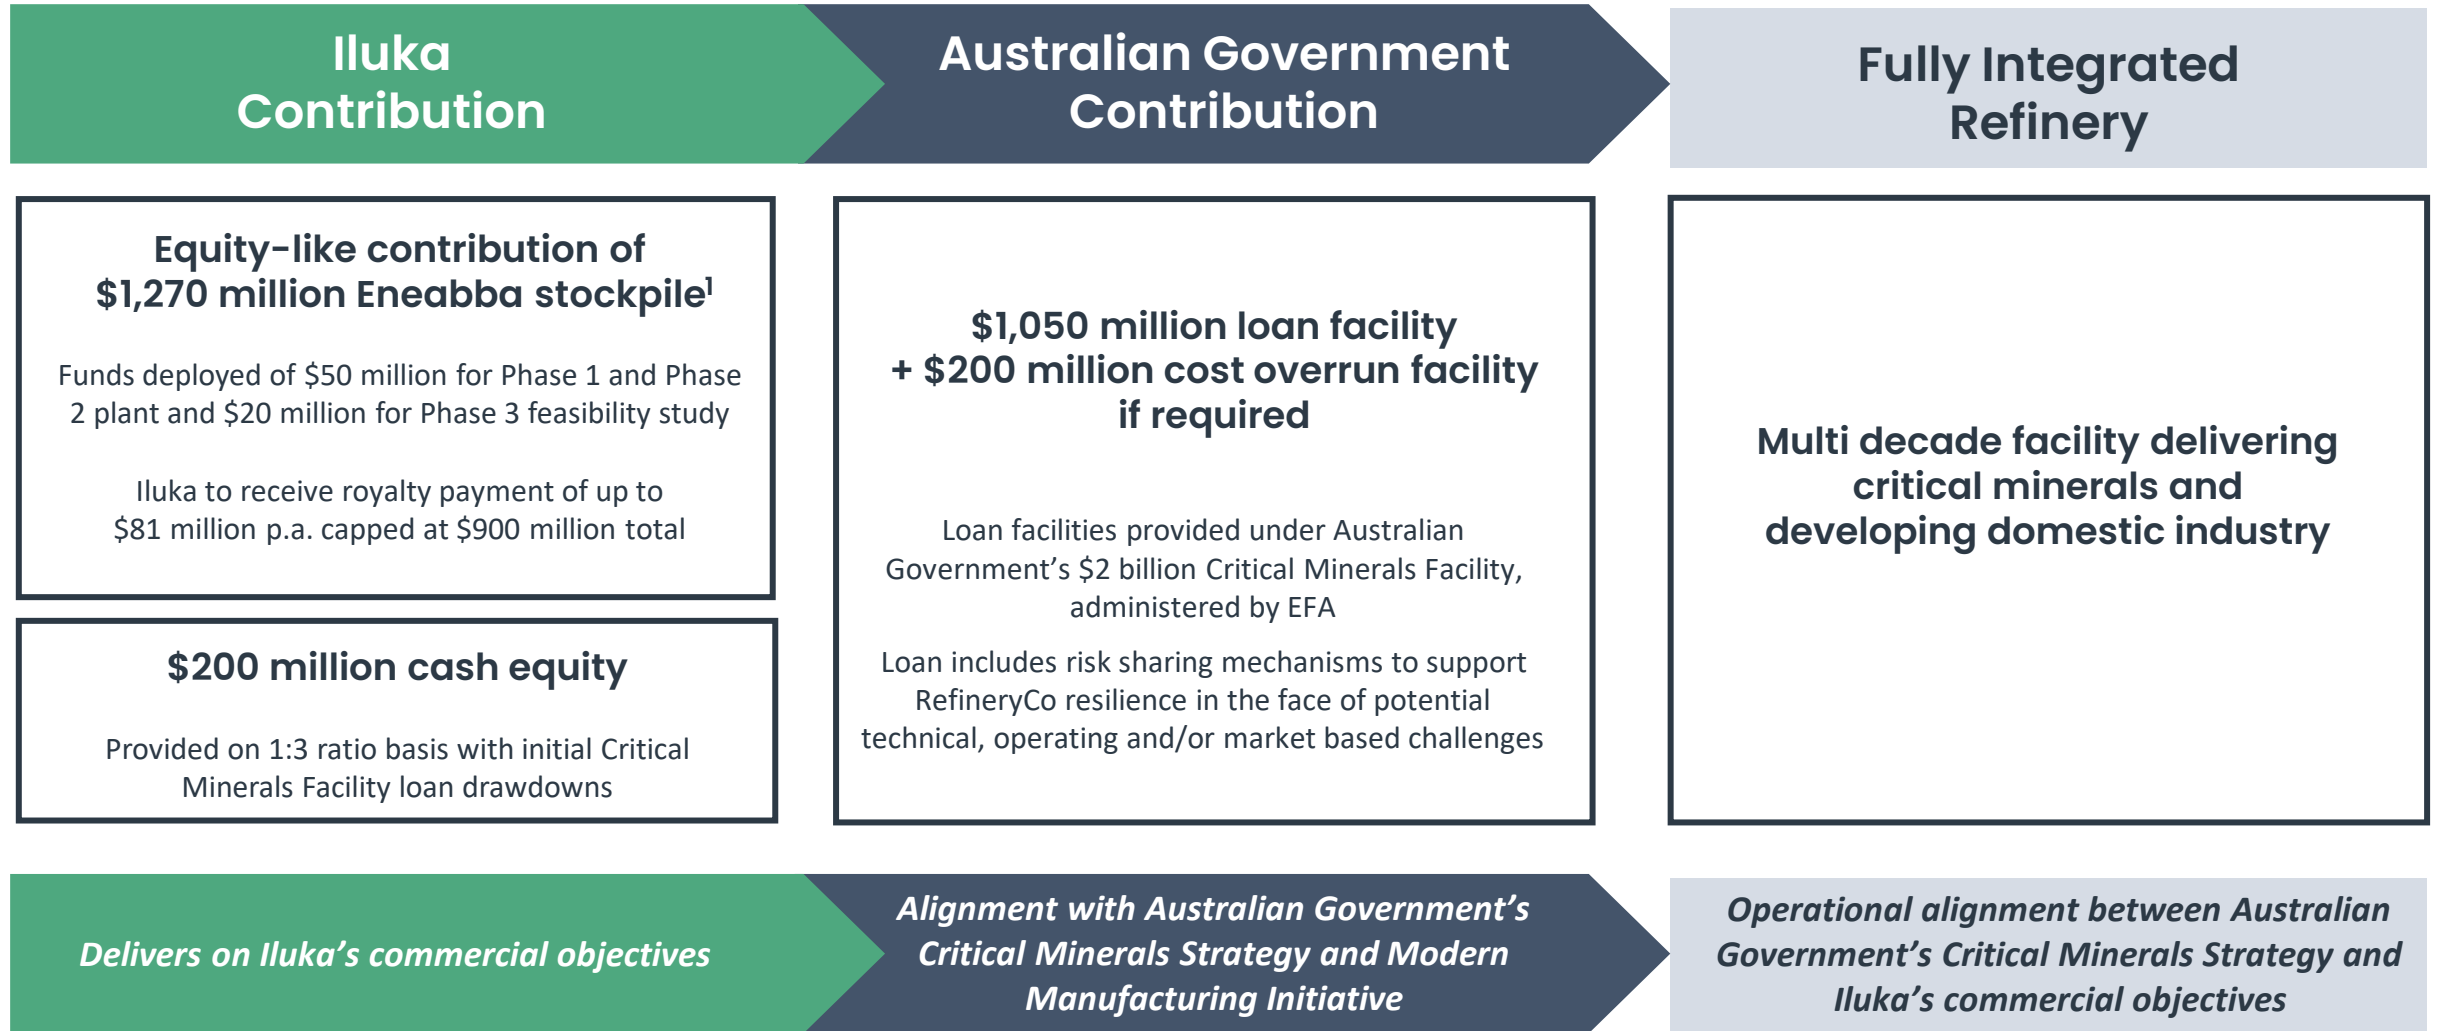 Iluka
Contribution
Australian Government
Contribution
Fully Integrated
Refinery
Equity-like contribution of
$1,270 million Eneabba stockpile¹
Funds deployed of $50 million for Phase 1 and Phase
2 plant and $20 million for Phase 3 feasibility study
Iluka to receive royalty payment of up to
$81 million p.a. capped at $900 million total
$200 million cash equity
Provided on 1:3 ratio basis with initial Critical
Minerals Facility loan drawdowns
$1,050 million loan facility
+ $200 million cost overrun facility
if required
Loan facilities provided under Australian
Government’s $2 billion Critical Minerals Facility,
administered by EFA
Loan includes risk sharing mechanisms to support
RefineryCo resilience in the face of potential
technical, operating and/or market based challenges
Multi decade facility delivering
critical minerals and
developing domestic industry
Delivers on Iluka’s commercial objectives
Alignment with Australian Government’s
Critical Minerals Strategy and Modern
Manufacturing Initiative
Operational alignment between Australian
Government’s Critical Minerals Strategy and
Iluka’s commercial objectives